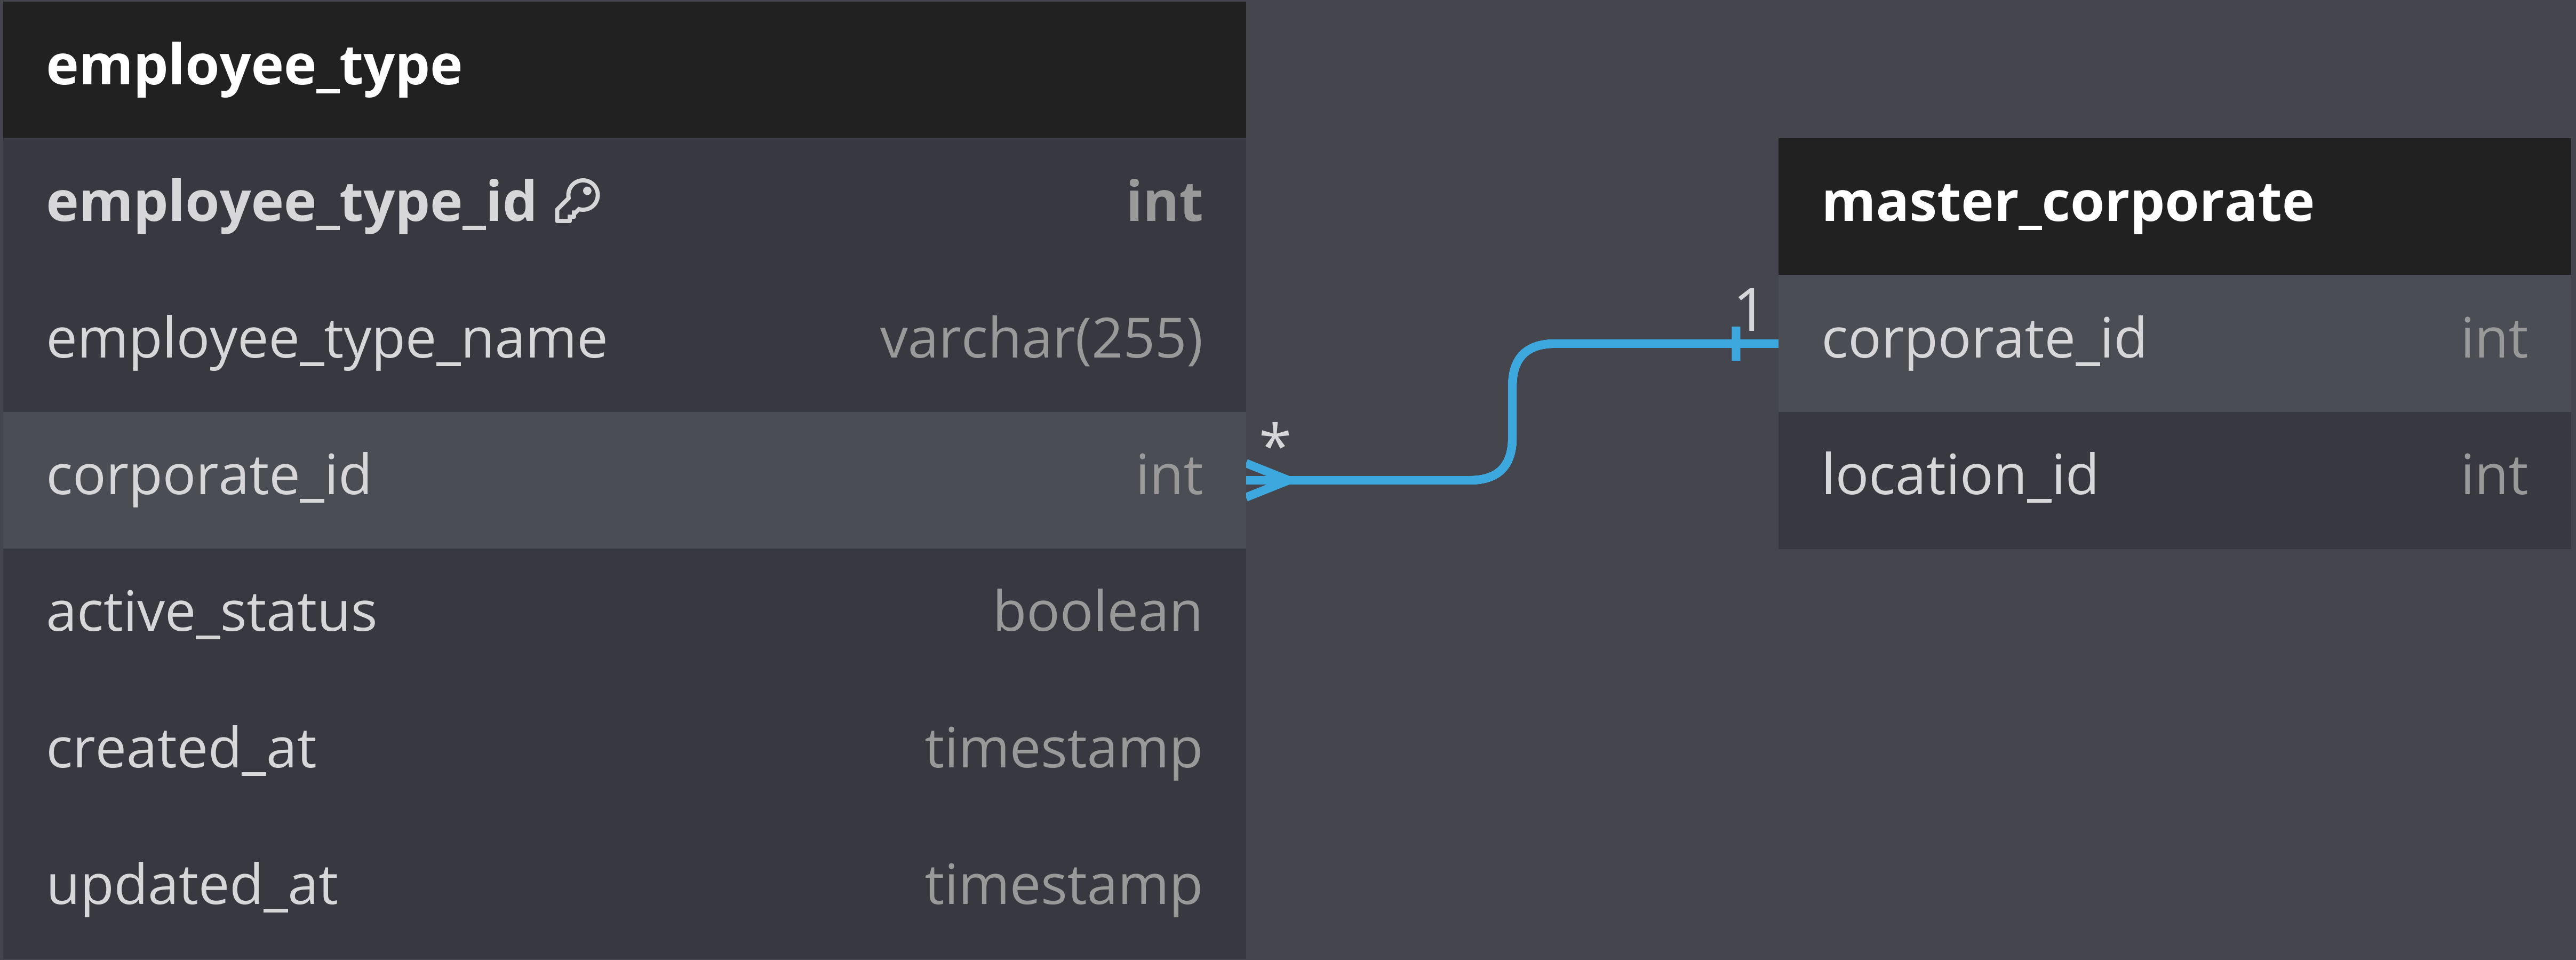 employee_type
employee_type_id int
employee_type_name varchar(255)
corporate_id int
active_status boolean
created_at timestamp
updated_at timestamp
*
1
master_corporate
corporate_id int
location_id int